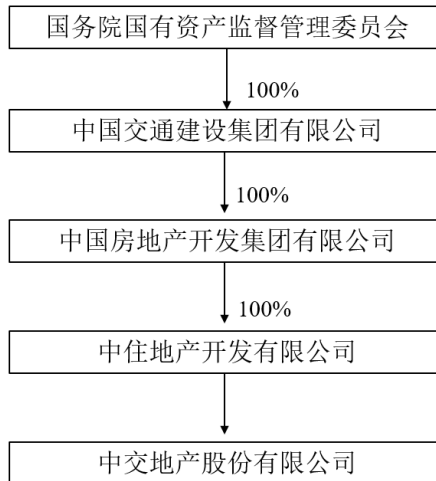 国务院国有资产监督管理委员会
100%
中国交通建设集团有限公司
100%
中国房地产开发集团有限公司
100%
中住地产开发有限公司
中交地产股份有限公司